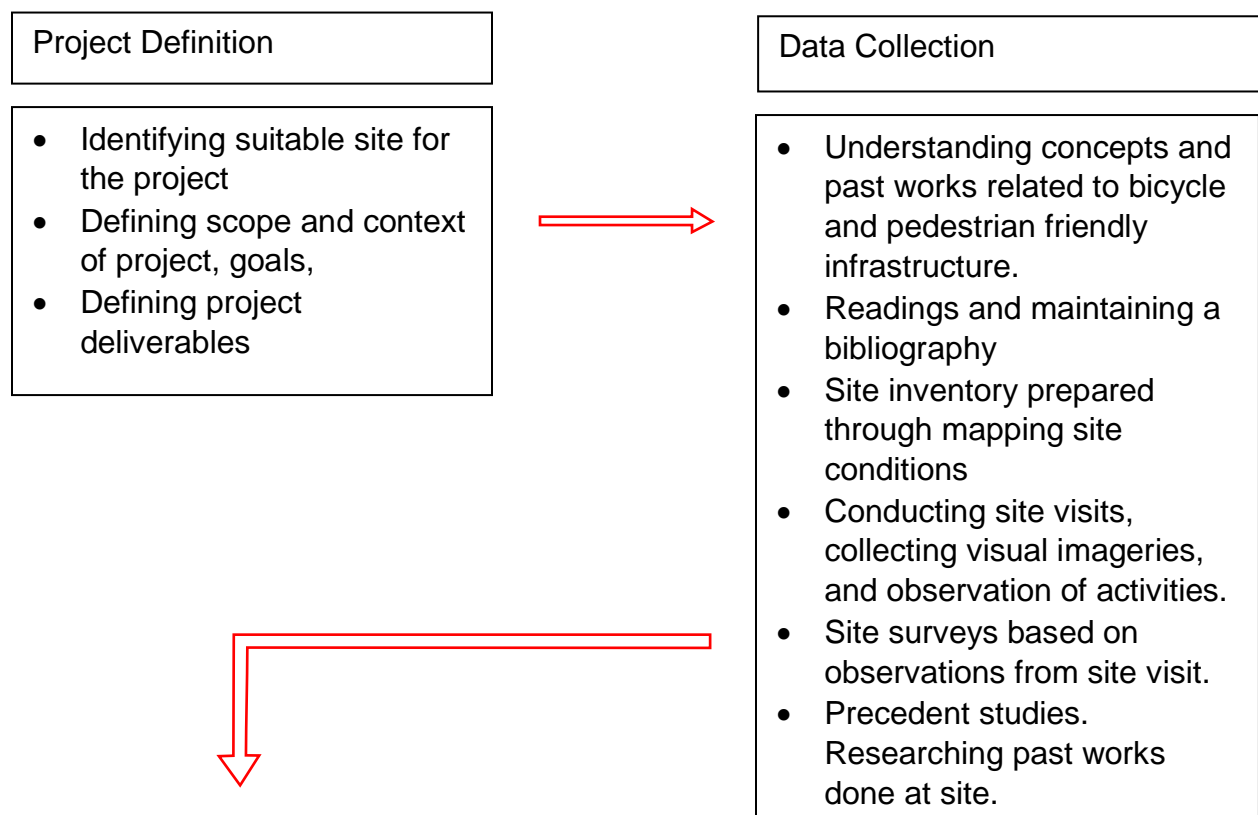 Project Definition
• Identifying suitable site for
the project
• Defining scope and context
of project, goals,
• Defining project
deliverables
Data Collection
• Understanding concepts and
past works related to bicycle
and pedestrian friendly
infrastructure.
• Readings and maintaining a
bibliography
• Site inventory prepared
through mapping site
conditions
• Conducting site visits,
collecting visual imageries,
and observation of activities.
• Site surveys based on
observations from site visit.
• Precedent studies.
Researching past works
done at site.